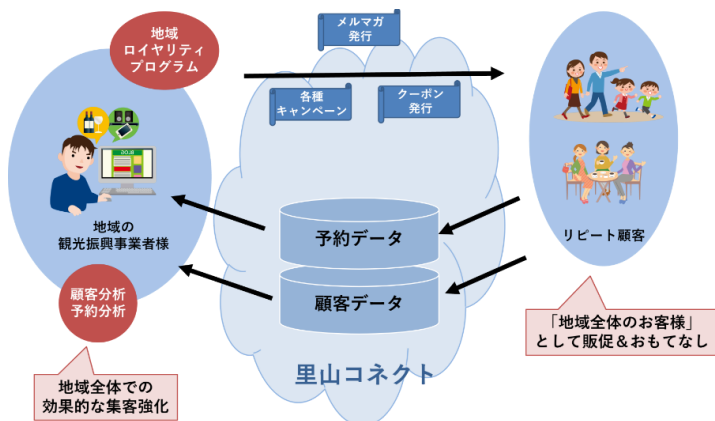 地域
ロイヤリティ
プログラム
メルマガ
発行
各種
キャンペーン
クーポン
発行
地域の
観光振興事業者様
顧客分析
予約分析
地域全体での
効果的な集客強化
予約データ
顧客データ
里山コネクト
リピート顧客
「地域全体のお客様」
として販促&おもてなし